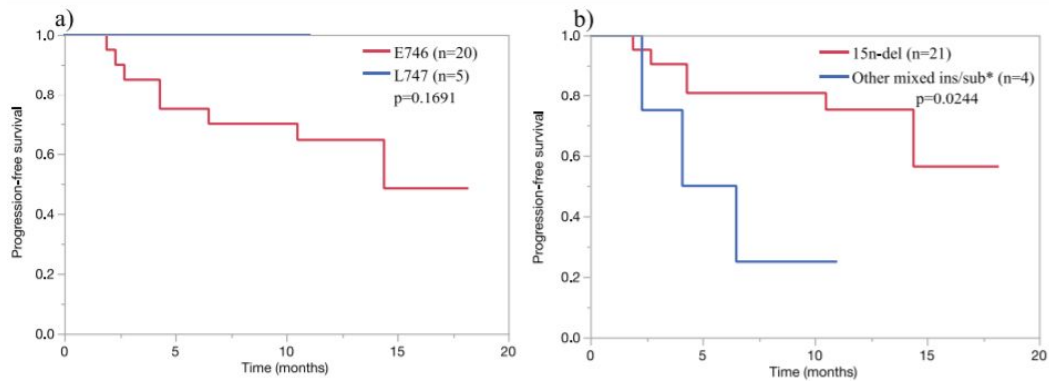 a)
E746 (n=20)
L747 (n=5)
p=0.1691
Progression-free survival
1.0
0.8
0.6
0.4
0.2
0.0
0 5 10 15 20
Time (months)
b)
15n-del (n=21)
Other mixed ins/sub* (n=4)
p=0.0244
Progression-free survival
1.0
0.8
0.6
0.4
0.2
0.0
0 5 10 15 20
Time (months)